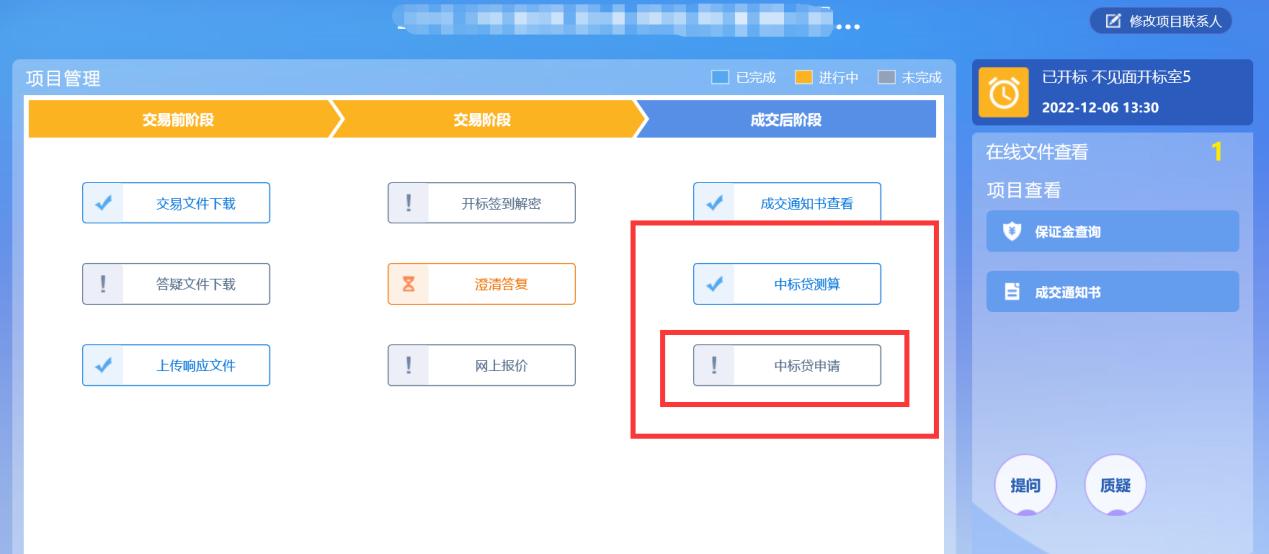 ...
修改项目联系人
项目管理
已完成 进行中 未完成
交易前阶段 交易阶段 成交后阶段
交易文件下载 开标签到解密 成交通知书查看
答疑文件下载 澄清答复 中标贷测算
上传响应文件 网上报价 中标贷申请
已开标 不见面开标室5
2022-12-06 13:30
在线文件查看 1
项目查看
保证金查询
成交通知书
提问 质疑